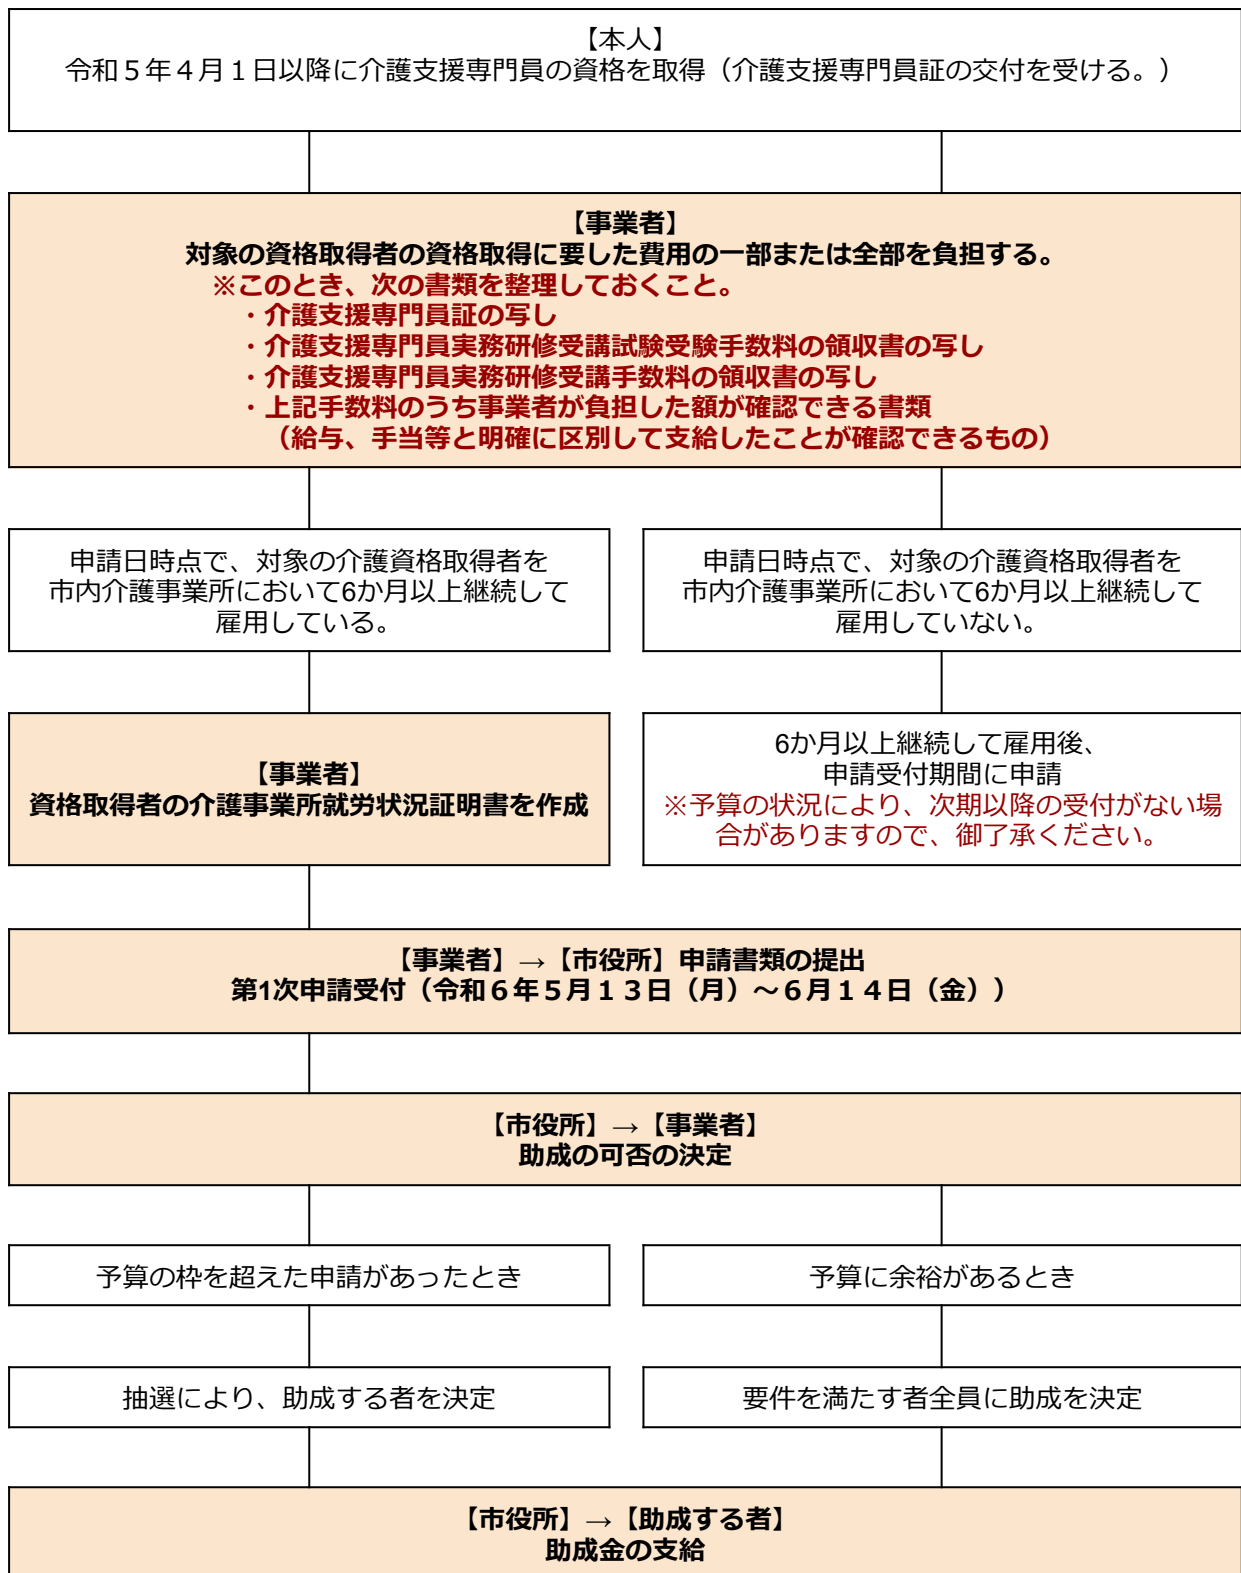 【本人】
令和５年４月１日以降に介護支援専門員の資格を取得（介護支援専門員証の交付を受ける。）
【事業者】
対象の資格取得者の資格取得に要した費用の一部または全部を負担する。
※このとき、次の書類を整理しておくこと。
・介護支援専門員証の写し
・介護支援専門員実務研修受講試験受験手数料の領収書の写し
・介護支援専門員実務研修受講手数料の領収書の写し
・上記手数料のうち事業者が負担した額が確認できる書類
（給与、手当等と明確に区別して支給したことが確認できるもの）
申請日時点で、対象の介護資格取得者を
市内介護事業所において6か月以上継続して
雇用している。
申請日時点で、対象の介護資格取得者を
市内介護事業所において6か月以上継続して
雇用していない。
【事業者】
資格取得者の介護事業所就労状況証明書を作成
6か月以上継続して雇用後、
申請受付期間に申請
※予算の状況により、次期以降の受付がない場
合がありますので、御了承ください。
【事業者】→【市役所】申請書類の提出
第1次申請受付（令和６年５月１３日（月）～６月１４日（金））
【市役所】→【事業者】
助成の可否の決定
予算の枠を超えた申請があったとき
予算に余裕があるとき
抽選により、助成する者を決定
要件を満たす者全員に助成を決定
【市役所】→【助成する者】
助成金の支給